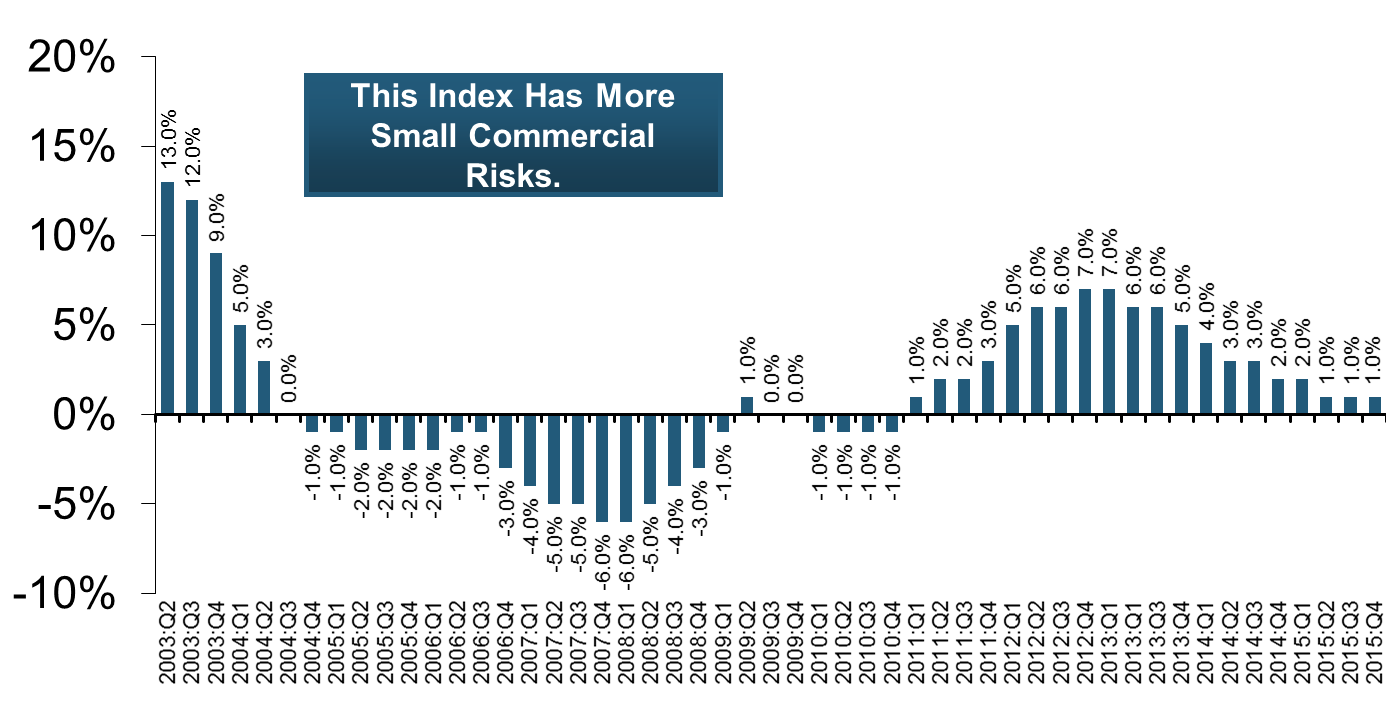 20%
15%
10%
5%
0%
-5%
-10%
This Index Has More
Small Commercial
Risks.
13.0%
12.0%
9.0%
5.0%
3.0%
0.0%
-1.0%
-1.0%
-2.0%
-2.0%
-2.0%
-2.0%
-1.0%
-1.0%
-3.0%
-4.0%
-5.0%
-5.0%
-6.0%
-6.0%
-5.0%
-4.0%
-3.0%
-1.0%
1.0%
0.0%
0.0%
-1.0%
-1.0%
-1.0%
-1.0%
1.0%
2.0%
2.0%
3.0%
5.0%
6.0%
6.0%
7.0%
7.0%
6.0%
6.0%
5.0%
4.0%
3.0%
3.0%
2.0%
2.0%
1.0%
1.0%
1.0%
2003:Q2
2003:Q3
2003:Q4
2004:Q1
2004:Q2
2004:Q3
2004:Q4
2005:Q1
2005:Q2
2005:Q3
2005:Q4
2006:Q1
2006:Q2
2006:Q3
2006:Q4
2007:Q1
2007:Q2
2007:Q3
2007:Q4
2008:Q1
2008:Q2
2008:Q3
2008:Q4
2009:Q1
2009:Q2
2009:Q3
2009:Q4
2010:Q1
2010:Q2
2010:Q3
2010:Q4
2011:Q1
2011:Q2
2011:Q3
2011:Q4
2012:Q1
2012:Q2
2012:Q3
2012:Q4
2013:Q1
2013:Q1
2013:Q3
2013:Q4
2014:Q1
2014:Q2
2014:Q3
2014:Q4
2015:Q1
2015:Q2
2015:Q3
2015:Q4